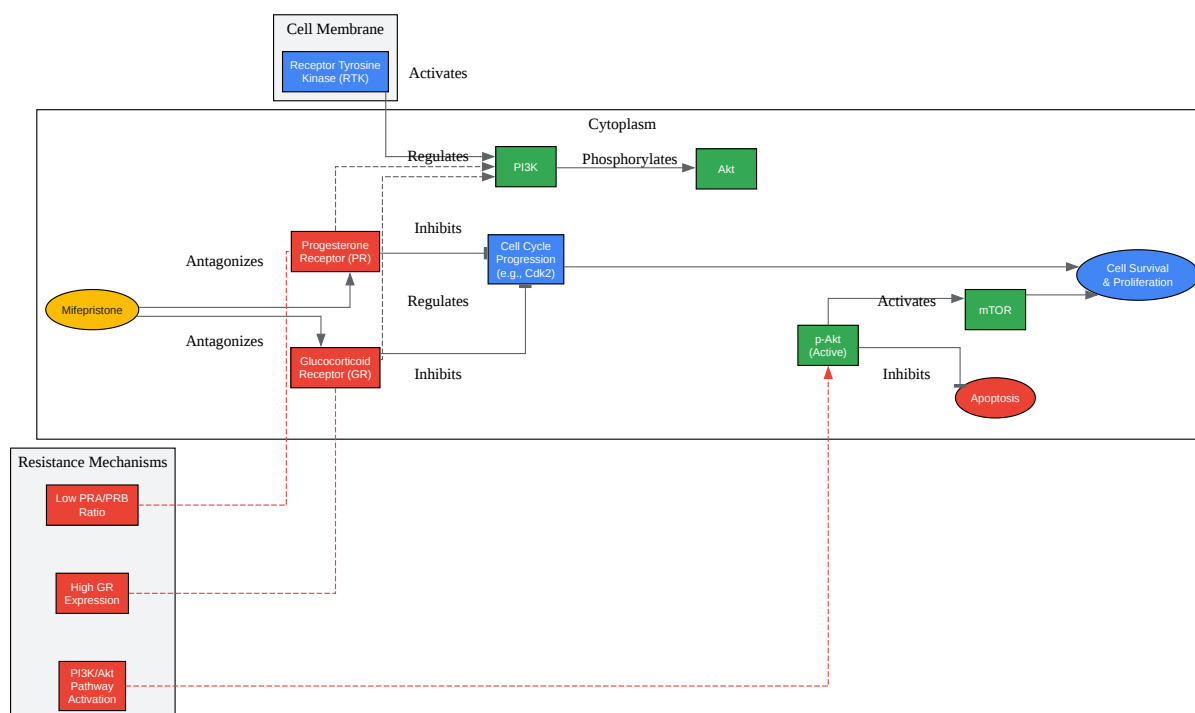 Cell Membrane
Receptor Tyrosine
Kinase (RTK)
Activates
Cytoplasm
Regulates
PI3K
Phosphorylates
Akt
Inhibits
Progesterone
Receptor (PR)
Cell Cycle
Progression
(e.g., Cdk2)
Antagonizes
Cell Survival
& Proliferation
Mifepristone
Regulates
Activates
mTOR
Antagonizes
p-Akt
(Active)
Glucocorticoid
Receptor (GR)
Inhibits
Inhibits
Apoptosis
Resistance Mechanisms
Low PRA/PRB
Ratio
High GR
Expression
PI3K/Akt
Pathway
Activation